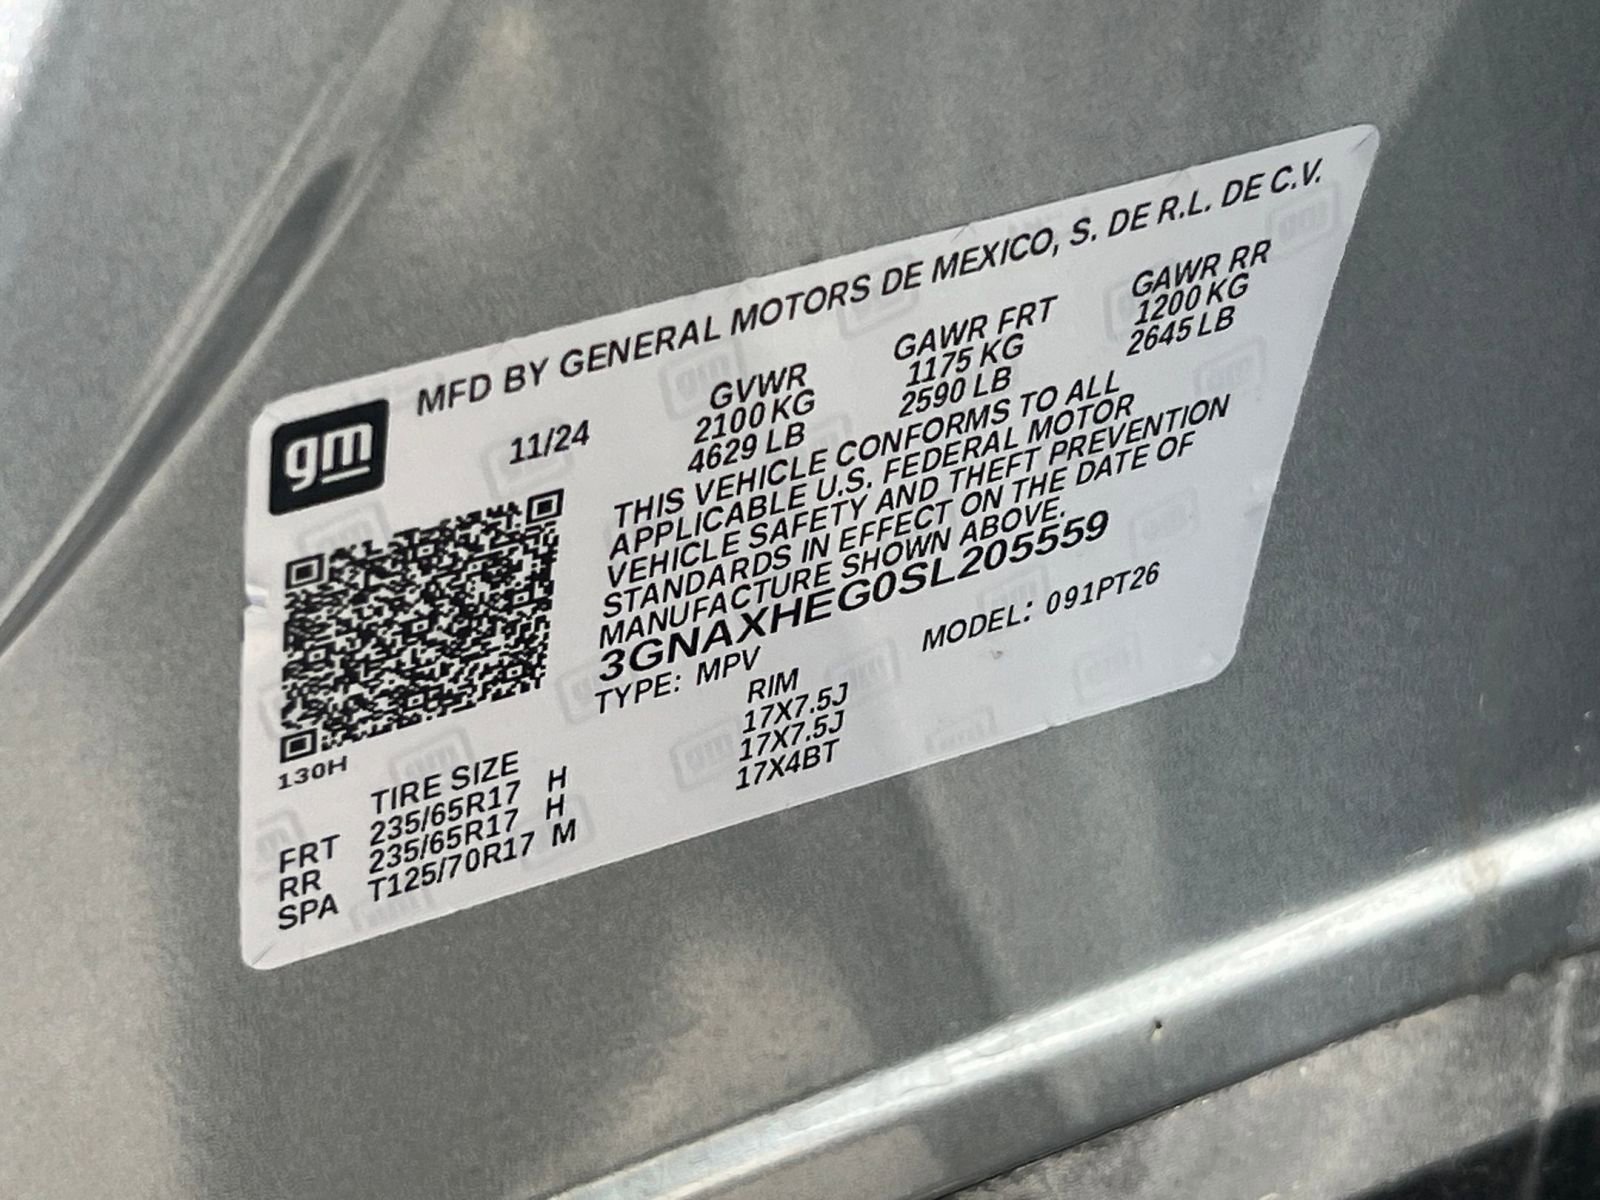 MFD BY GENERAL MOTORS DE MEXICO, S. DE R.L. DE C.V.
gm
11/24
GVWR GAWR FRT GAWR RR
2100 KG 1175 KG 1200 KG
4629 LB 2590 LB 2645 LB
THIS VEHICLE CONFORMS TO ALL
APPLICABLE U.S. FEDERAL MOTOR
VEHICLE SAFETY AND THEFT PREVENTION
STANDARDS IN EFFECT ON THE DATE OF
MANUFACTURE SHOWN ABOVE.
3GNAXHEG0SL205559
TYPE: MPV MODEL: 091PT26
130H
TIRE SIZE RIM
FRT 235/65R17 H 17X7.5J
RR 235/65R17 H 17X7.5J
SPA T125/70R17 M 17X4BT